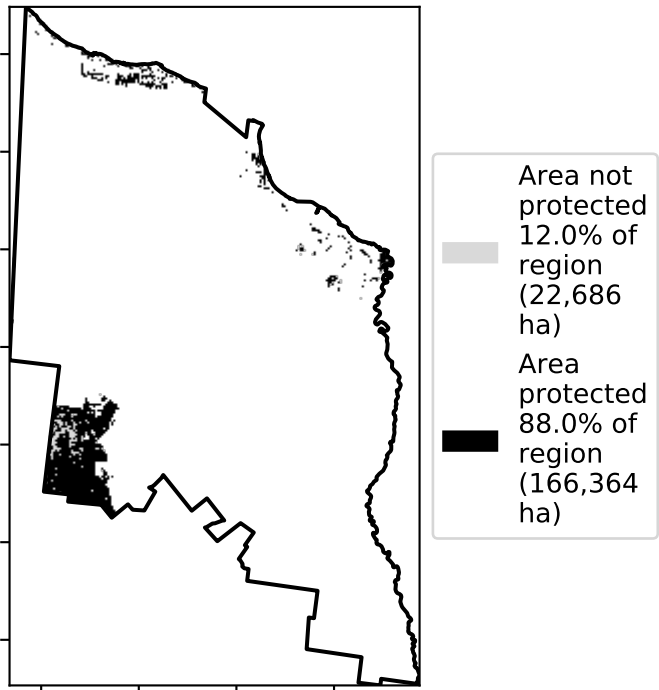 Area not
protected
12.0% of
region
(22,686
ha)
Area
protected
88.0% of
region
(166,364
ha)